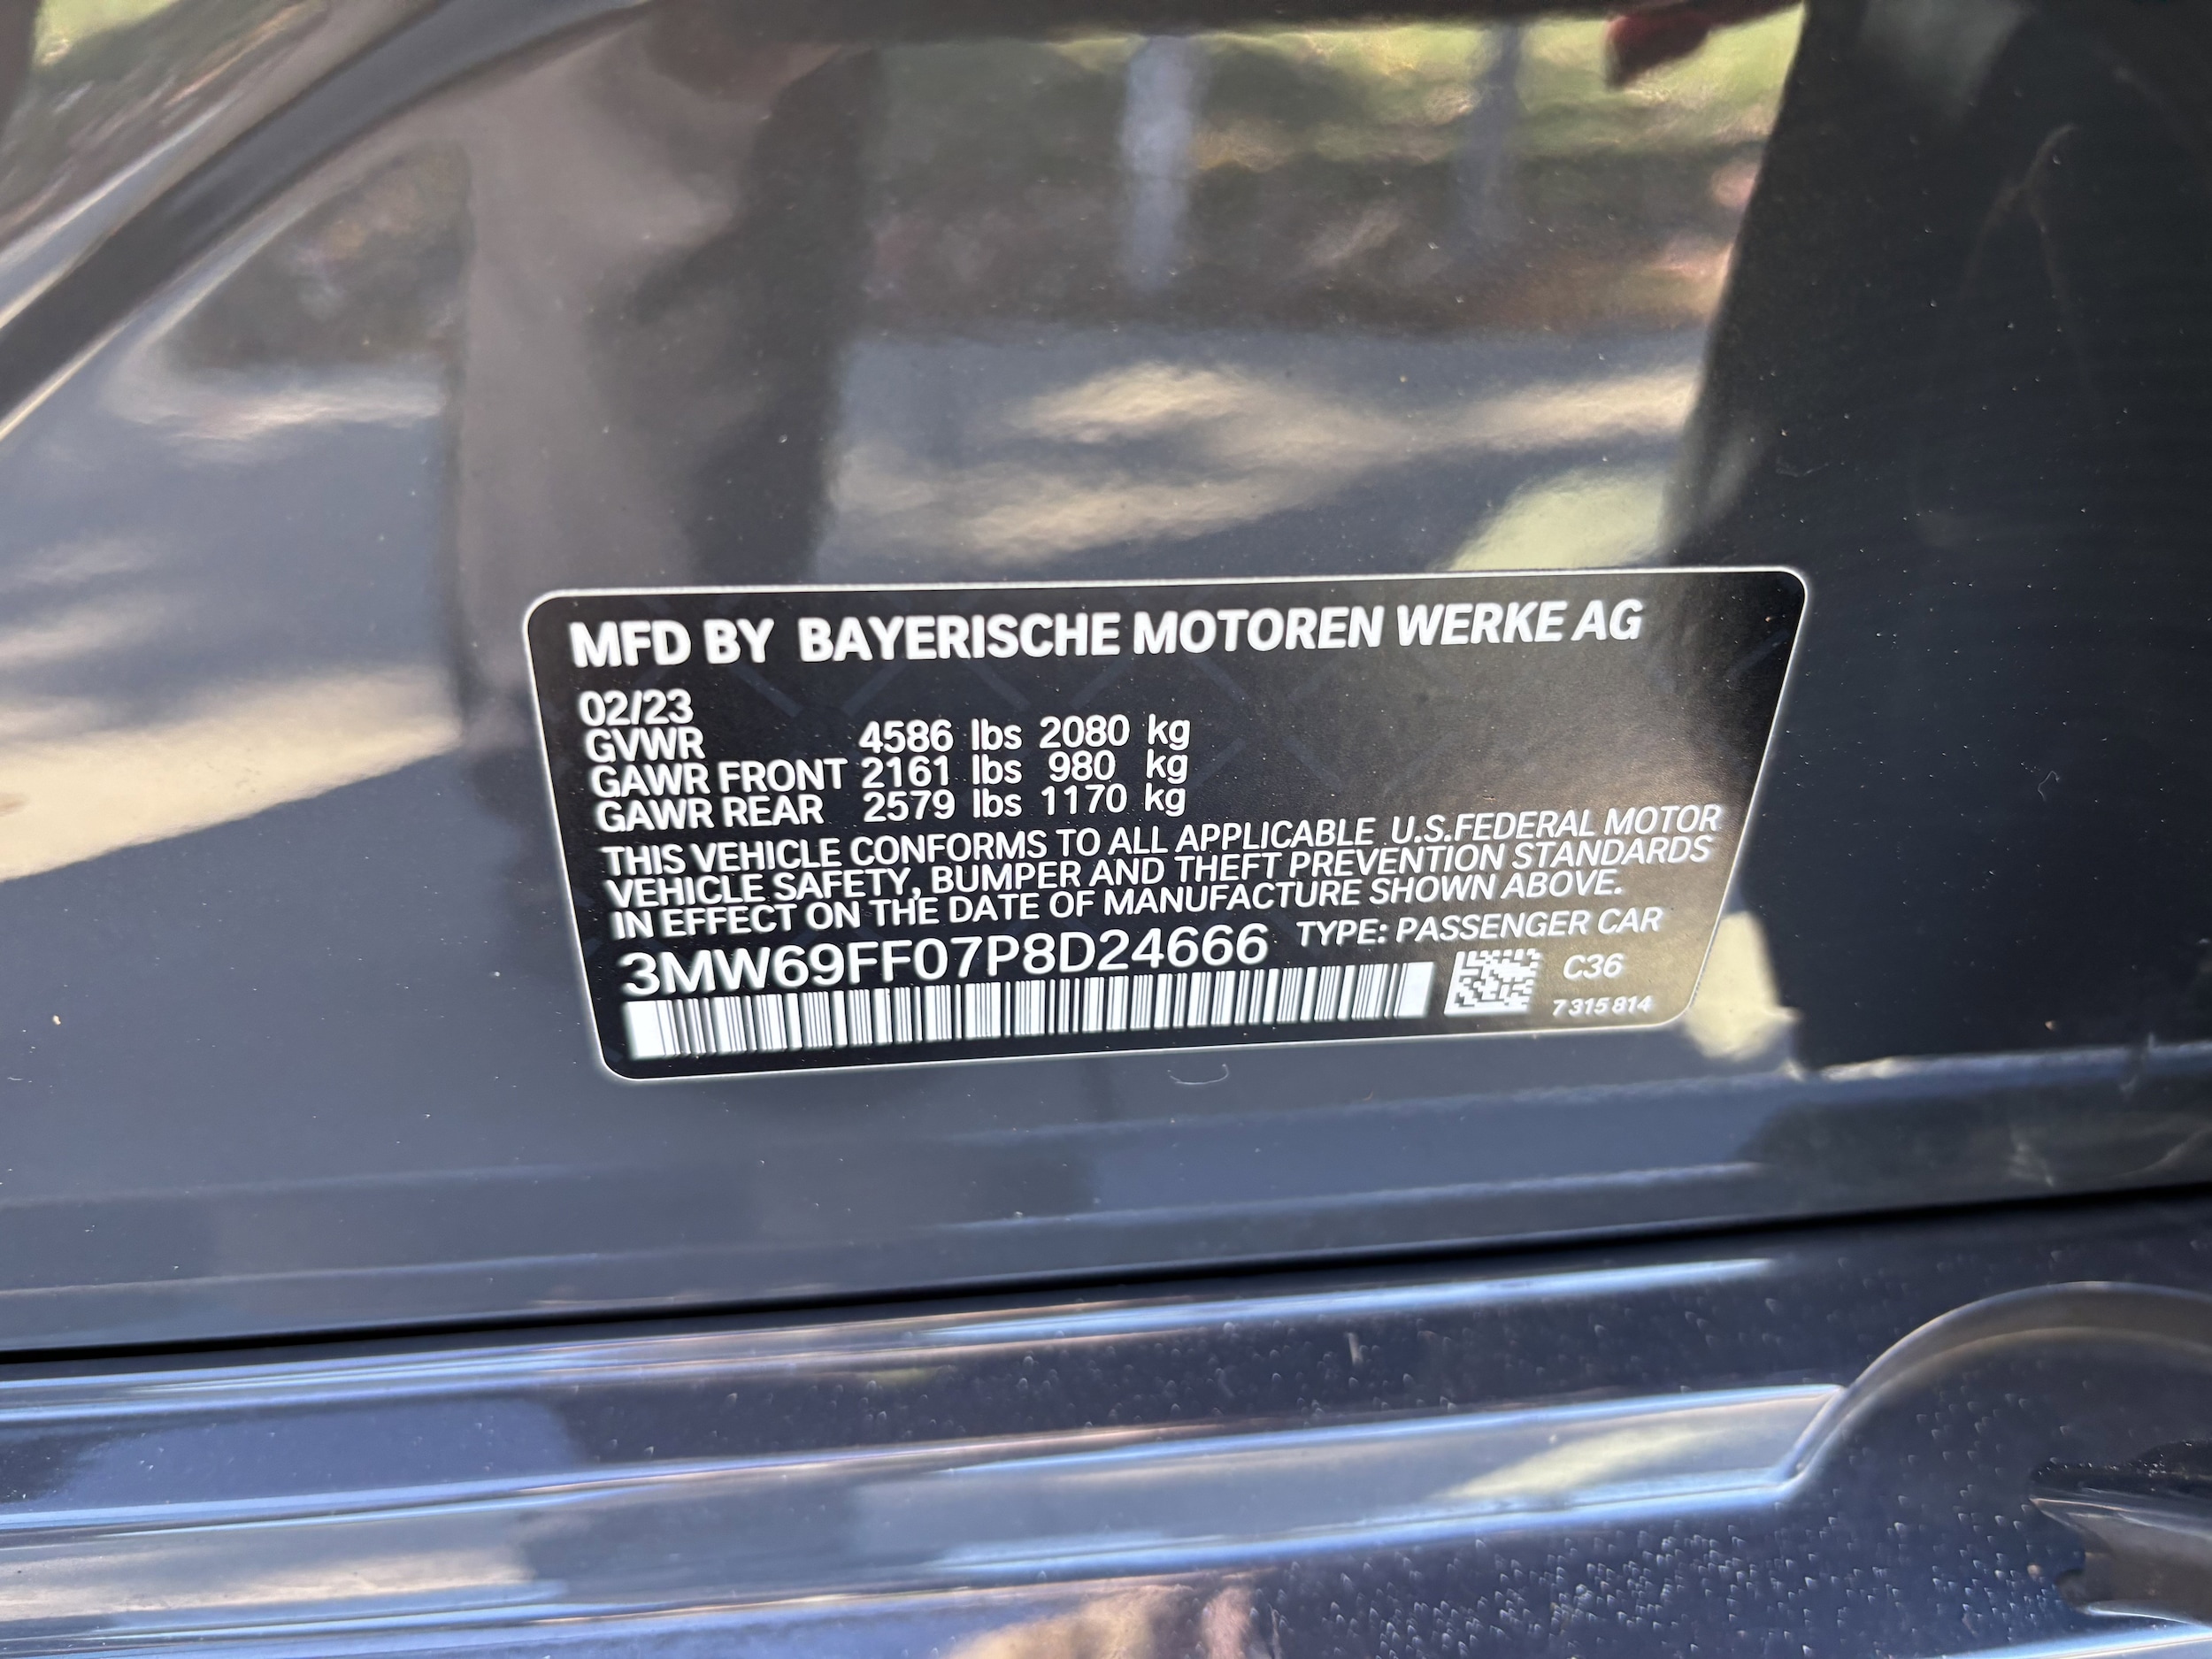 MFD BY BAYERISCHE MOTOREN WERKE AG
02/23
GVWR 4586 lbs 2080 kg
GAWR FRONT 2161 lbs 980 kg
GAWR REAR 2579 lbs 1170 kg
THIS VEHICLE CONFORMS TO ALL APPLICABLE U.S.FEDERAL MOTOR
VEHICLE SAFETY, BUMPER AND THEFT PREVENTION STANDARDS
IN EFFECT ON THE DATE OF MANUFACTURE SHOWN ABOVE.
3MW69FF07P8D24666 TYPE: PASSENGER CAR
C36
7 315 814